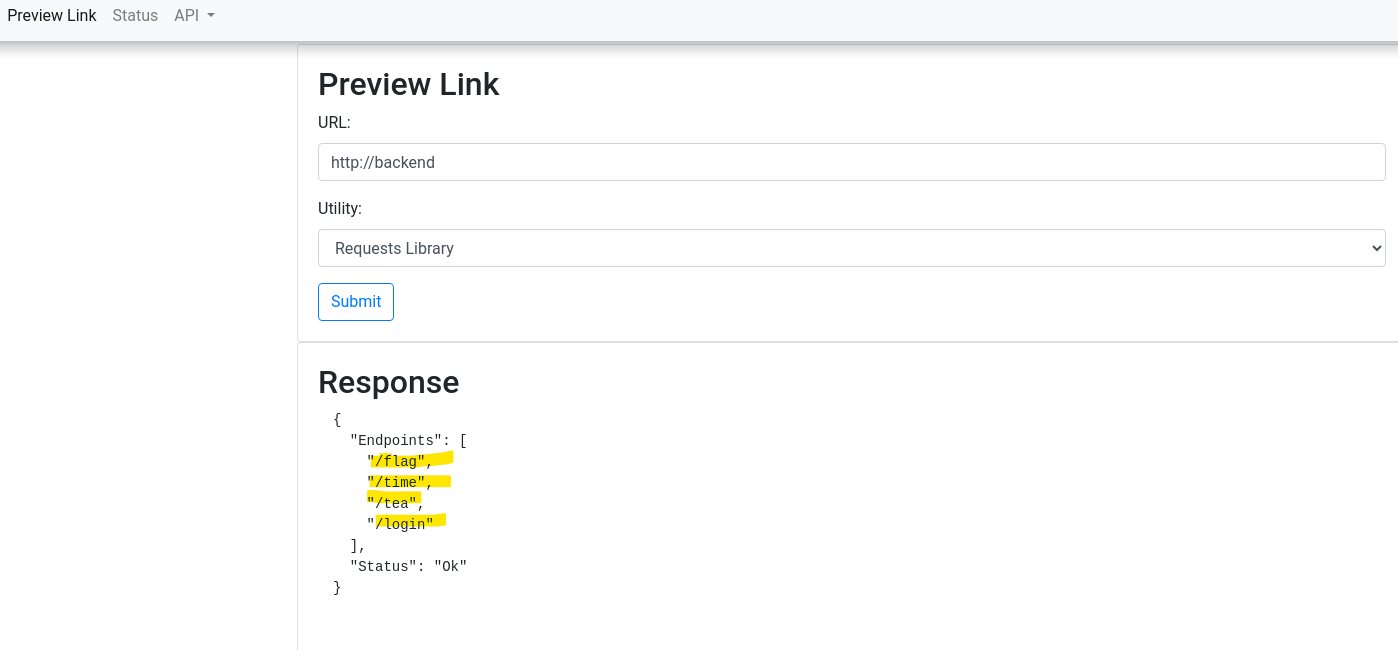 Preview Link Status API
Preview Link
URL:
http://backend
Utility:
Requests Library
Submit
Response
{
"Endpoints": [
"/flag",
"/time",
"/tea",
"/login"
],
"Status": "Ok"
}